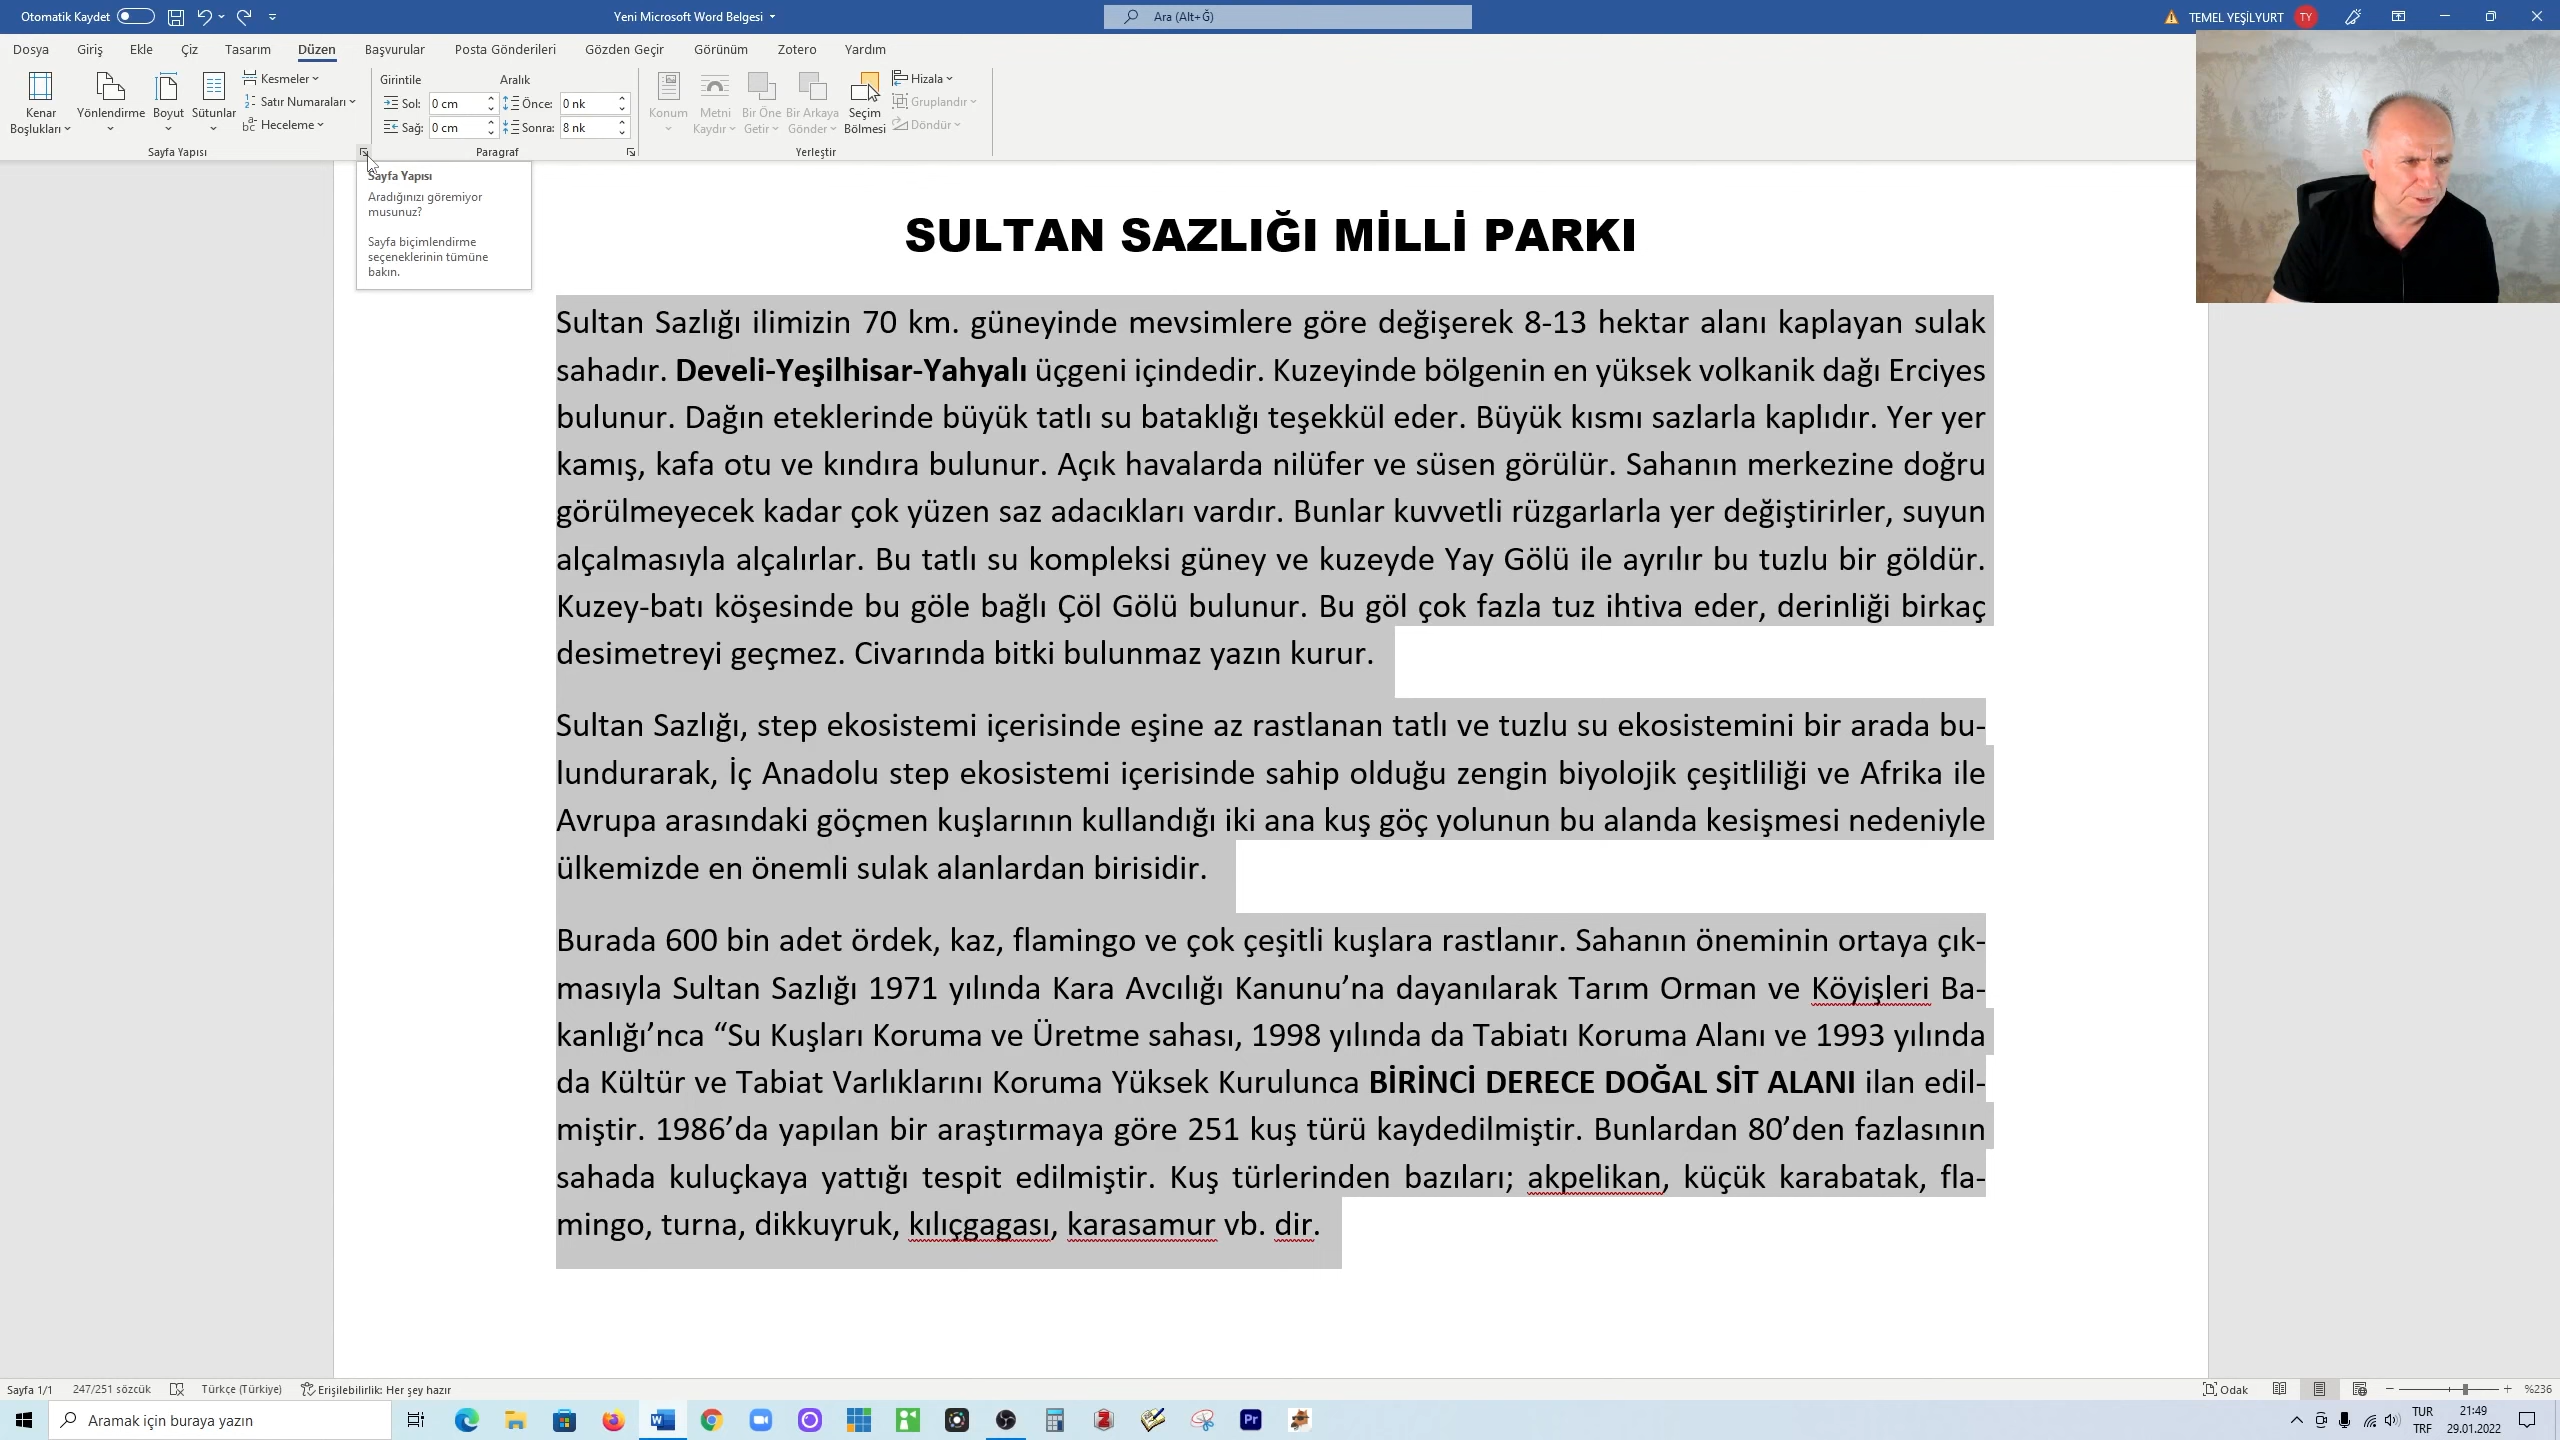 Otomatik Kaydet
Yeni Microsoft Word Belgesi
Ara (Alt+Ğ)
TEMEL YEŞİLYURT TY
Dosya Giriş Ekle Çiz Tasarım Düzen Başvurular Posta Gönderileri Gözden Geçir Görünüm Zotero Yardım
Kenar Boşlukları
Yönlendirme
Boyut
Sütunlar
Kesmeler
Satır Numaraları
Heceleme
Sayfa Yapısı
Girintile Aralık
Sol: 0 cm Önce: 0 nk
Sağ: 0 cm Sonra: 8 nk
Paragraf
Konum
Metni Kaydır
Bir Öne Getir
Bir Arkaya Gönder
Seçim Bölmesi
Hizala
Gruplandır
Döndür
Yerleştir
Sayfa Yapısı
Aradığınızı göremiyor
musunuz?
Sayfa biçimlendirme
seçeneklerinin tümüne
bakın.
SULTAN SAZLIĞI MİLLİ PARKI
Sultan Sazlığı ilimizin 70 km. güneyinde mevsimlere göre değişerek 8-13 hektar alanı kaplayan sulak
sahadır. Develi-Yeşilhisar-Yahyalı üçgeni içindedir. Kuzeyinde bölgenin en yüksek volkanik dağı Erciyes
bulunur. Dağın eteklerinde büyük tatlı su bataklığı teşekkül eder. Büyük kısmı sazlarla kaplıdır. Yer yer
kamış, kafa otu ve kındıra bulunur. Açık havalarda nilüfer ve süsen görülür. Sahanın merkezine doğru
görülmeyecek kadar çok yüzen saz adacıkları vardır. Bunlar kuvvetli rüzgarlarla yer değiştirirler, suyun
alçalmasıyla alçalırlar. Bu tatlı su kompleksi güney ve kuzeyde Yay Gölü ile ayrılır bu tuzlu bir göldür.
Kuzey-batı köşesinde bu göle bağlı Çöl Gölü bulunur. Bu göl çok fazla tuz ihtiva eder, derinliği birkaç
desimetreyi geçmez. Civarında bitki bulunmaz yazın kurur.
Sultan Sazlığı, step ekosistemi içerisinde eşine az rastlanan tatlı ve tuzlu su ekosistemini bir arada bu-
lundurarak, İç Anadolu step ekosistemi içerisinde sahip olduğu zengin biyolojik çeşitliliği ve Afrika ile
Avrupa arasındaki göçmen kuşlarının kullandığı iki ana kuş göç yolunun bu alanda kesişmesi nedeniyle
ülkemizde en önemli sulak alanlardan birisidir.
Burada 600 bin adet ördek, kaz, flamingo ve çok çeşitli kuşlara rastlanır. Sahanın öneminin ortaya çık-
masıyla Sultan Sazlığı 1971 yılında Kara Avcılığı Kanunu’na dayanılarak Tarım Orman ve Köyişleri Ba-
kanlığı’nca “Su Kuşları Koruma ve Üretme sahası, 1998 yılında da Tabiatı Koruma Alanı ve 1993 yılında
da Kültür ve Tabiat Varlıklarını Koruma Yüksek Kurulunca BİRİNCİ DERECE DOĞAL SİT ALANI ilan edil-
miştir. 1986’da yapılan bir araştırmaya göre 251 kuş türü kaydedilmiştir. Bunlardan 80’den fazlasının
sahada kuluçkaya yattığı tespit edilmiştir. Kuş türlerinden bazıları; akpelikan, küçük karabatak, fla-
mingo, turna, dikkuyruk, kılıçgagası, karasamur vb. dir.
Sayfa 1/1 247/251 sözcük Türkçe (Türkiye) Erişilebilirlik: Her şey hazır
Odak %236
Aramak için buraya yazın
Pr
TUR
TRF
21:49
29.01.2022